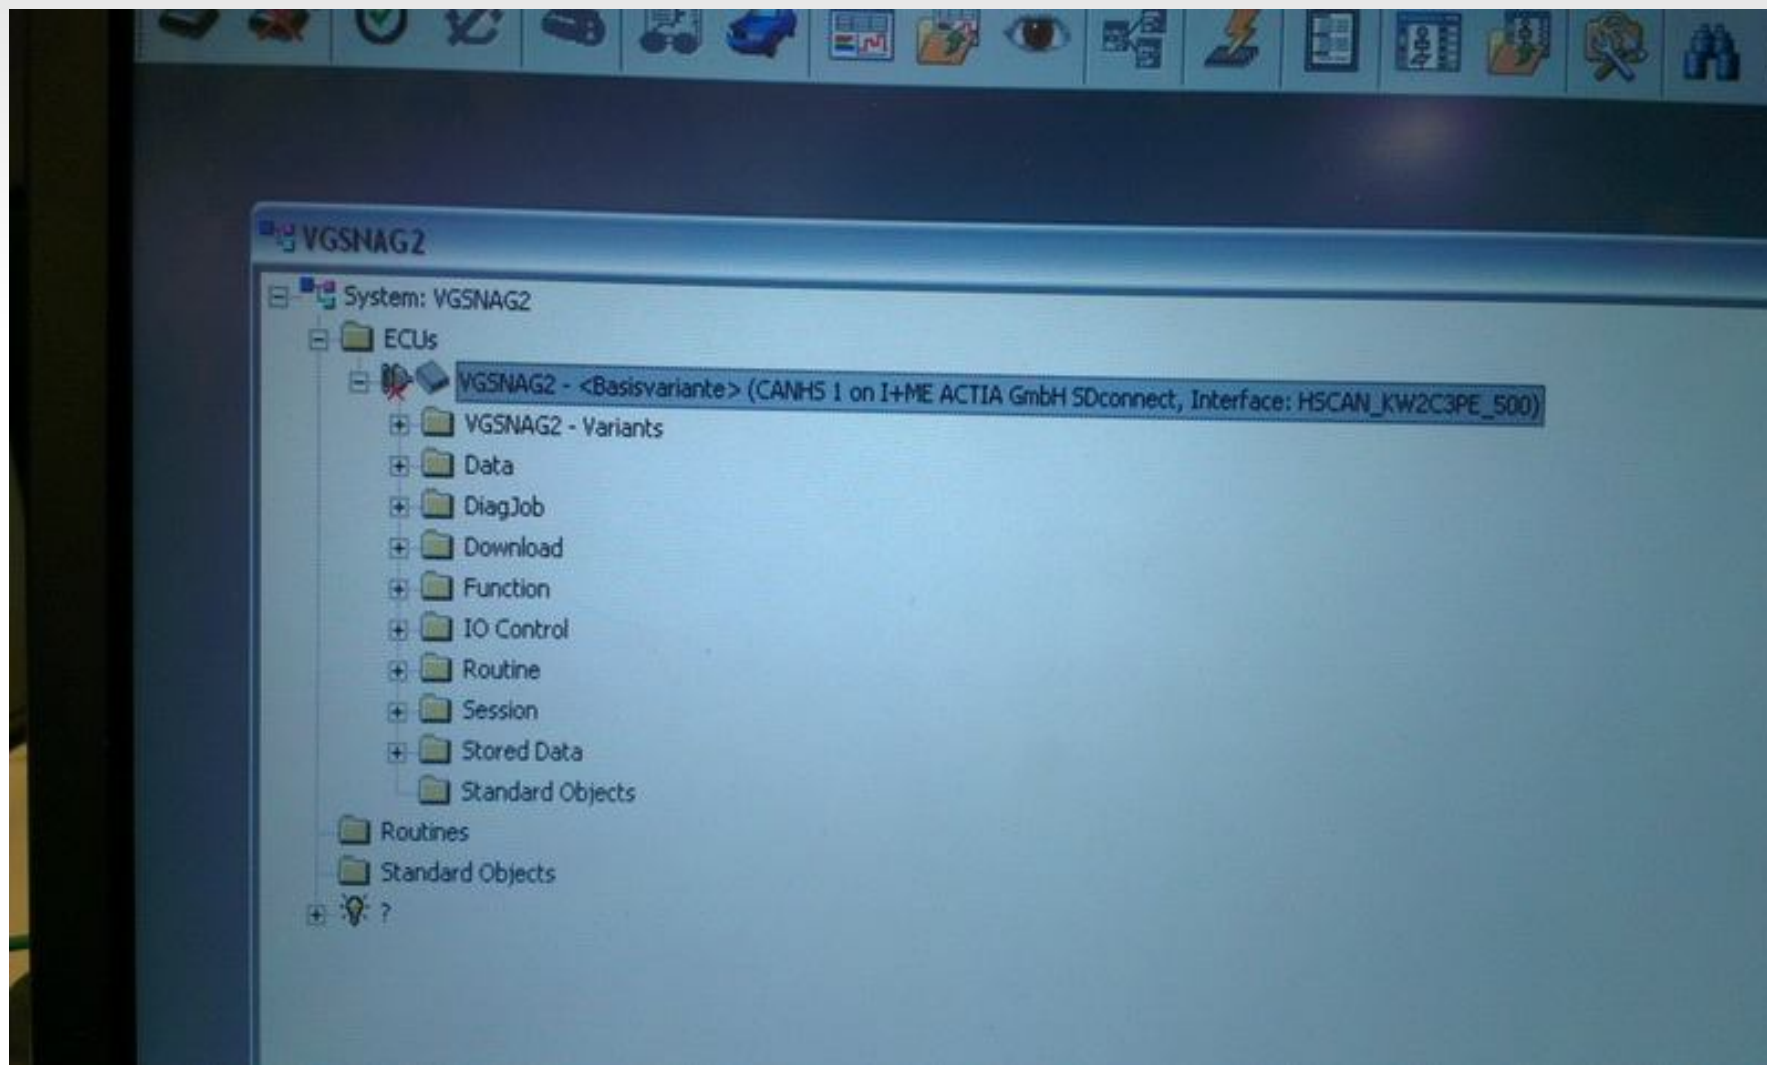 VGSNAG2
System: VGSNAG2
ECUs
VGSNAG2 - <Basisvariante> (CANHS 1 on I+ME ACTIA GmbH SDconnect, Interface: HSCAN_KW2C3PE_500)
VGSNAG2 - Variants
Data
DiagJob
Download
Function
IO Control
Routine
Session
Stored Data
Standard Objects
Routines
Standard Objects
?